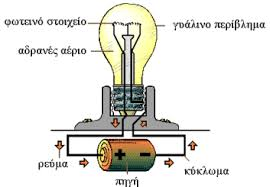 φωτεινό στοιχείο
γυάλινο περίβλημα
αδρανές αέριο
+ −
ρεύμα
κύκλωμα
πηγή